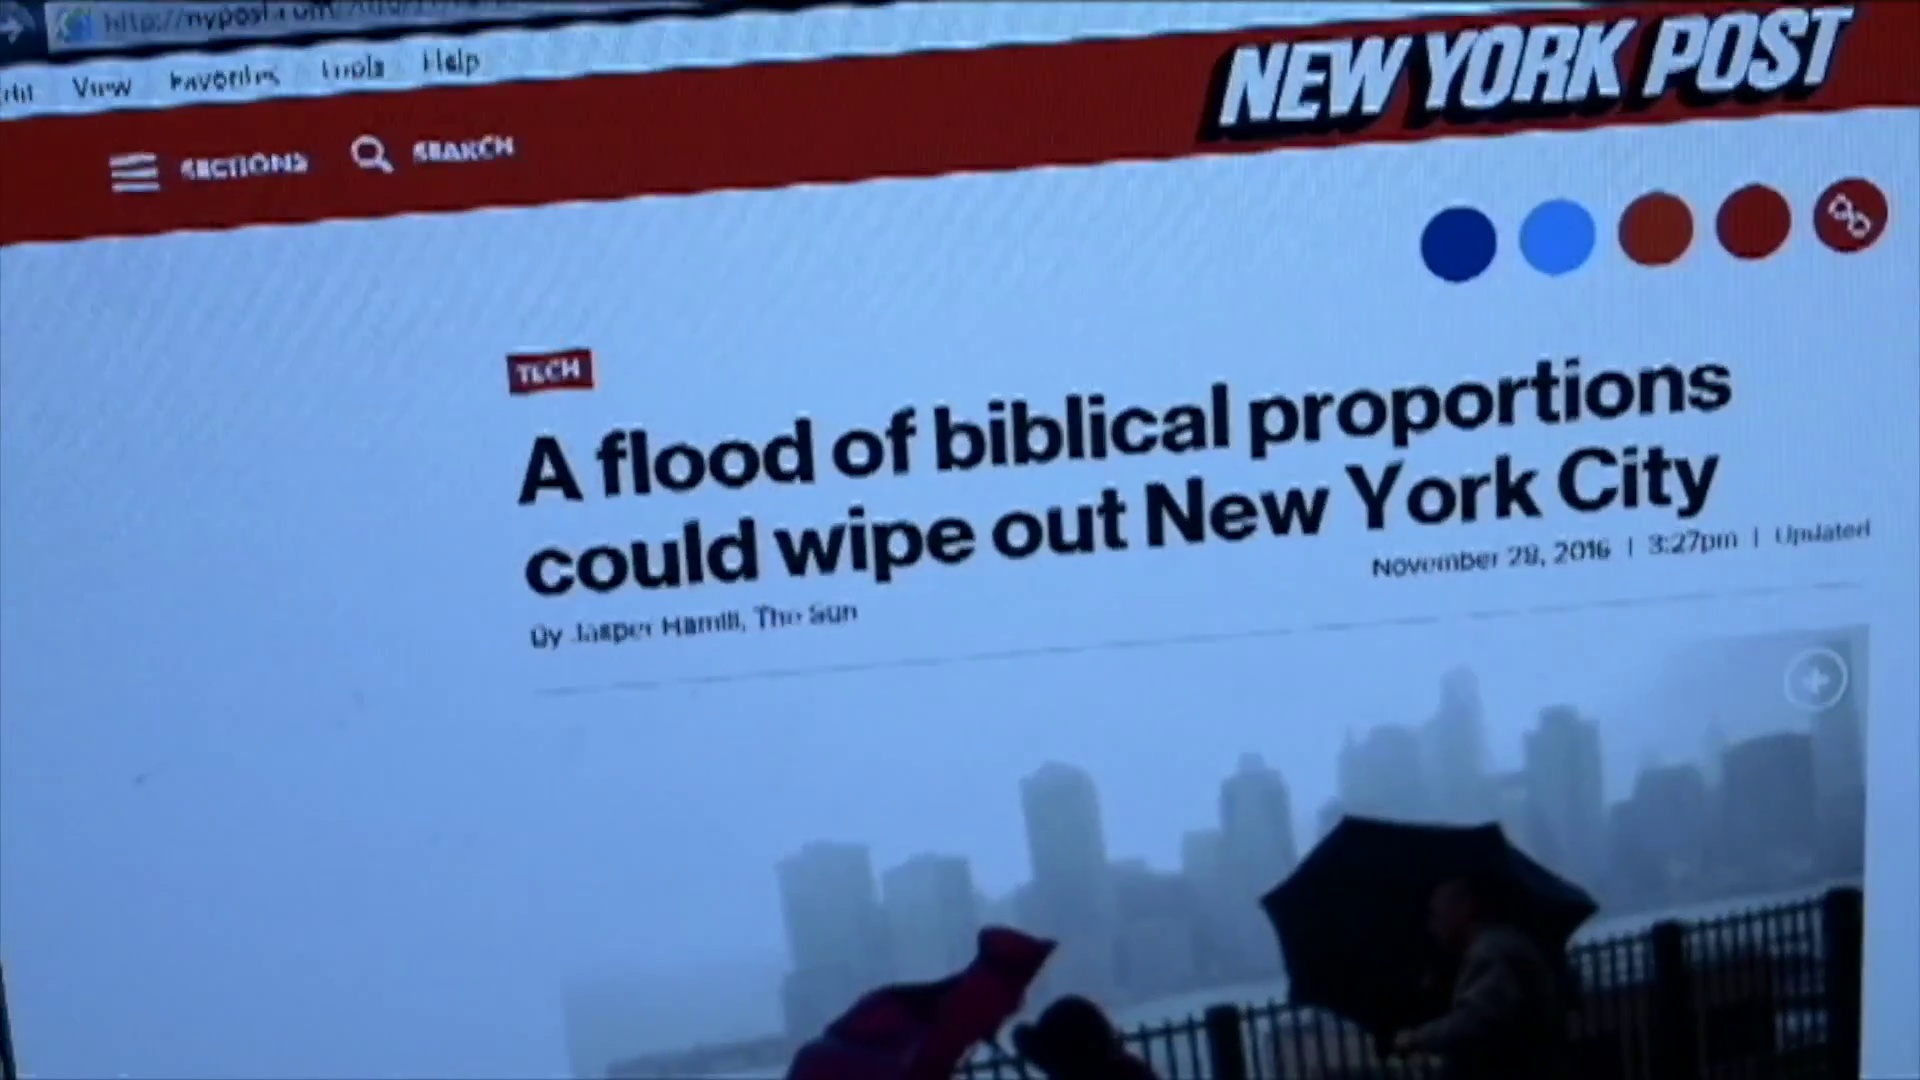 View Favorites Tools Help
NEW YORK POST
SECTIONS SEARCH
TECH
A flood of biblical proportions
could wipe out New York City
November 28, 2016 | 3:27pm | Updated
By Jasper Hamill, The Sun